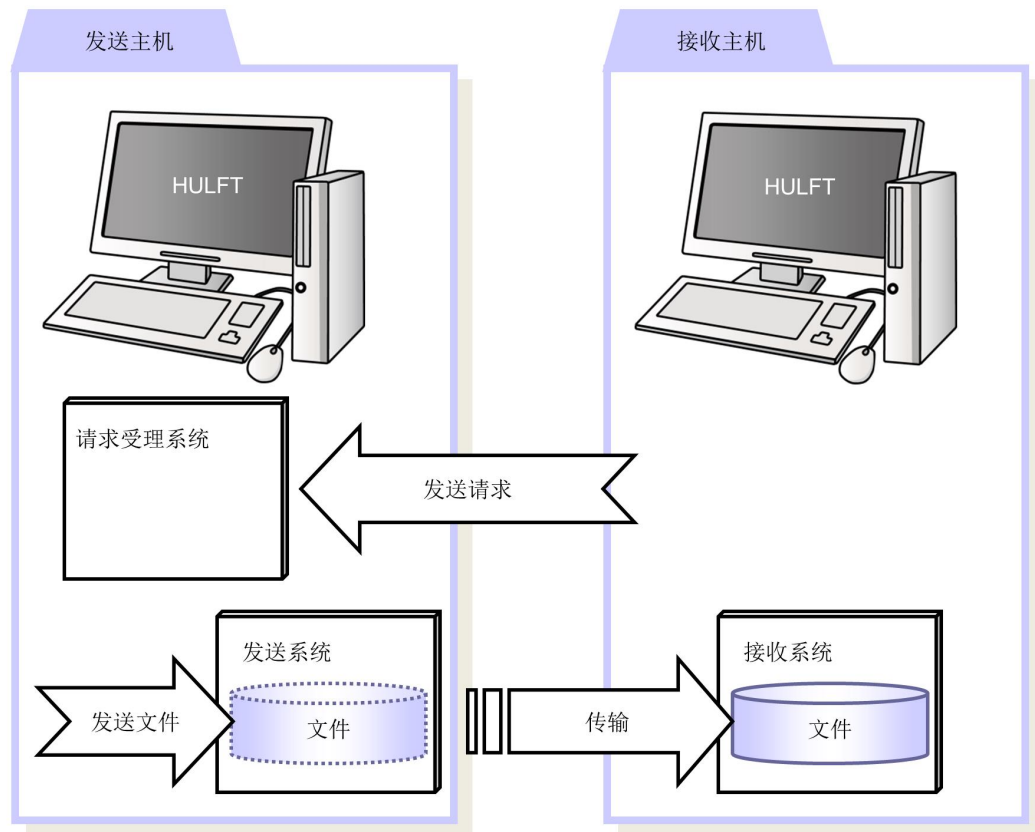 发送主机
接收主机
HULFT
HULFT
请求受理系统
发送请求
发送系统
接收系统
发送文件
文件
传输
文件